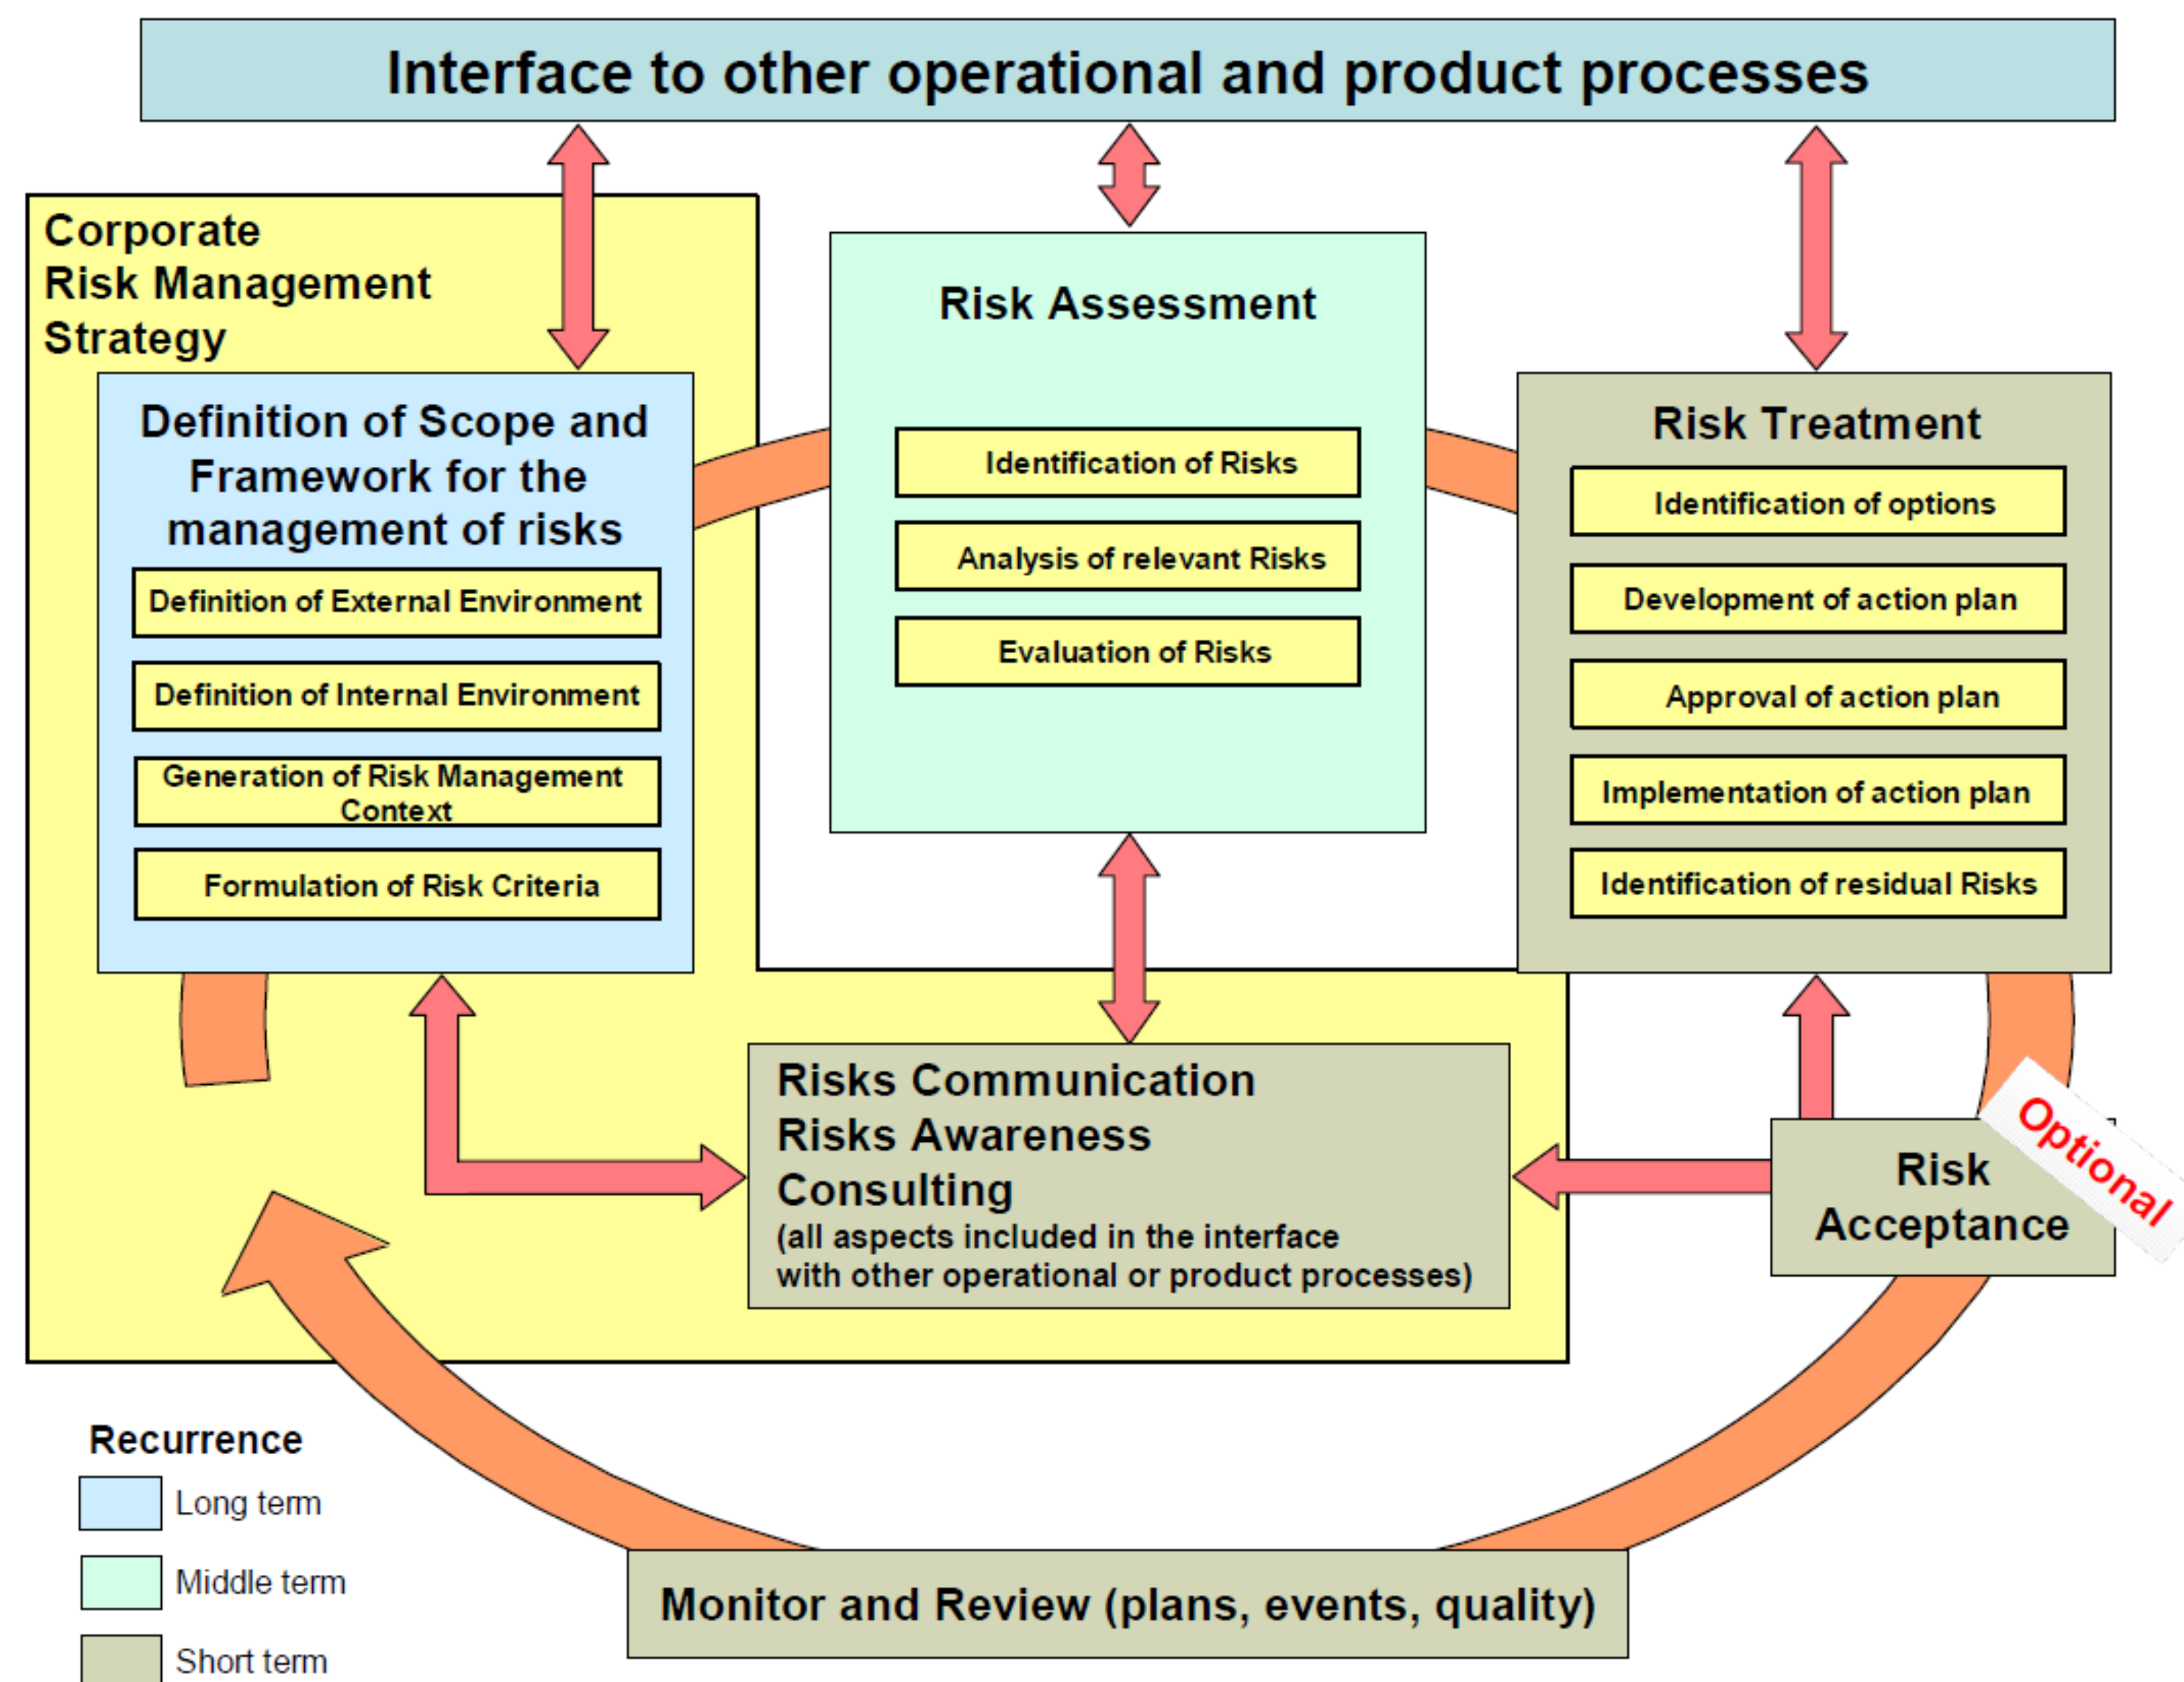 Interface to other operational and product processes
Corporate
Risk Management
Strategy
Definition of Scope and
Framework for the
management of risks
Definition of External Environment
Definition of Internal Environment
Generation of Risk Management
Context
Formulation of Risk Criteria
Risk Assessment
Identification of Risks
Analysis of relevant Risks
Evaluation of Risks
Risk Treatment
Identification of options
Development of action plan
Approval of action plan
Implementation of action plan
Identification of residual Risks
Risks Communication
Risks Awareness
Consulting
(all aspects included in the interface
with other operational or product processes)
Risk
Acceptance
Optional
Monitor and Review (plans, events, quality)
Recurrence
Long term
Middle term
Short term